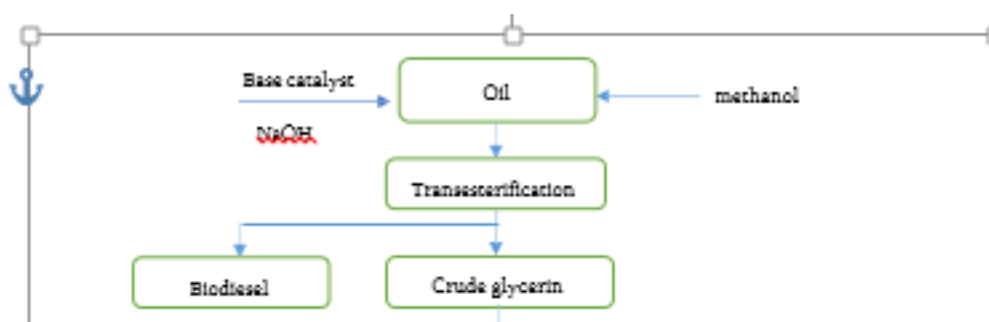 Base catalyst
Oil
methanol
NaOH
Transesterification
Biodiesel
Crude glycerin